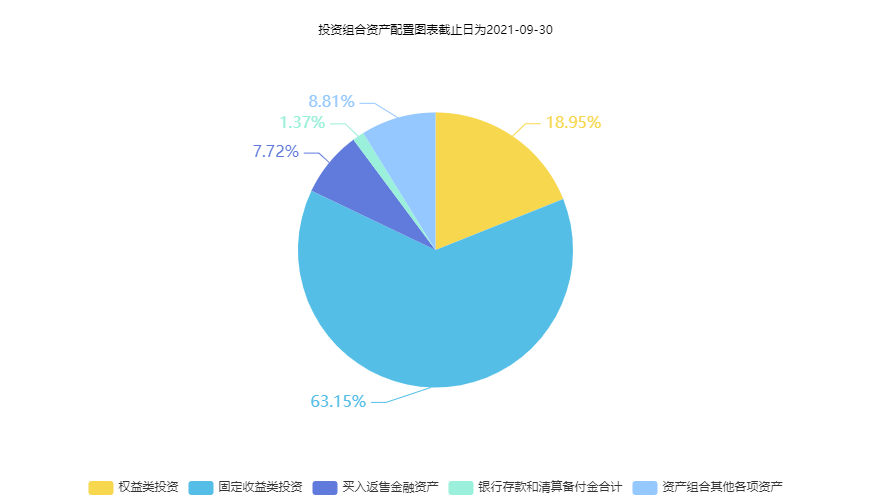 投资组合资产配置图表截止日为2021-09-30
8.81%
18.95%
1.37%
7.72%
63.15%
权益类投资 固定收益类投资 买入返售金融资产 银行存款和清算备付金合计 资产组合其他各项资产